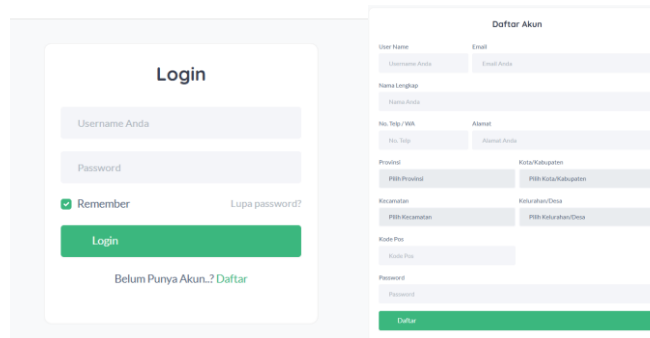 Login
Username Anda
Password
Remember Lupa password?
Login
Belum Punya Akun..? Daftar
Daftar Akun
User Name Email
Username Anda Email Anda
Nama Lengkap
Nama Anda
No. Telp / WA Alamat
No. Telp Alamat Anda
Provinsi Kota/Kabupaten
Pilih Provinsi Pilih Kota/Kabupaten
Kecamatan Kelurahan/Desa
Pilih Kecamatan Pilih Kelurahan/Desa
Kode Pos
Kode Pos
Password
Password
Daftar